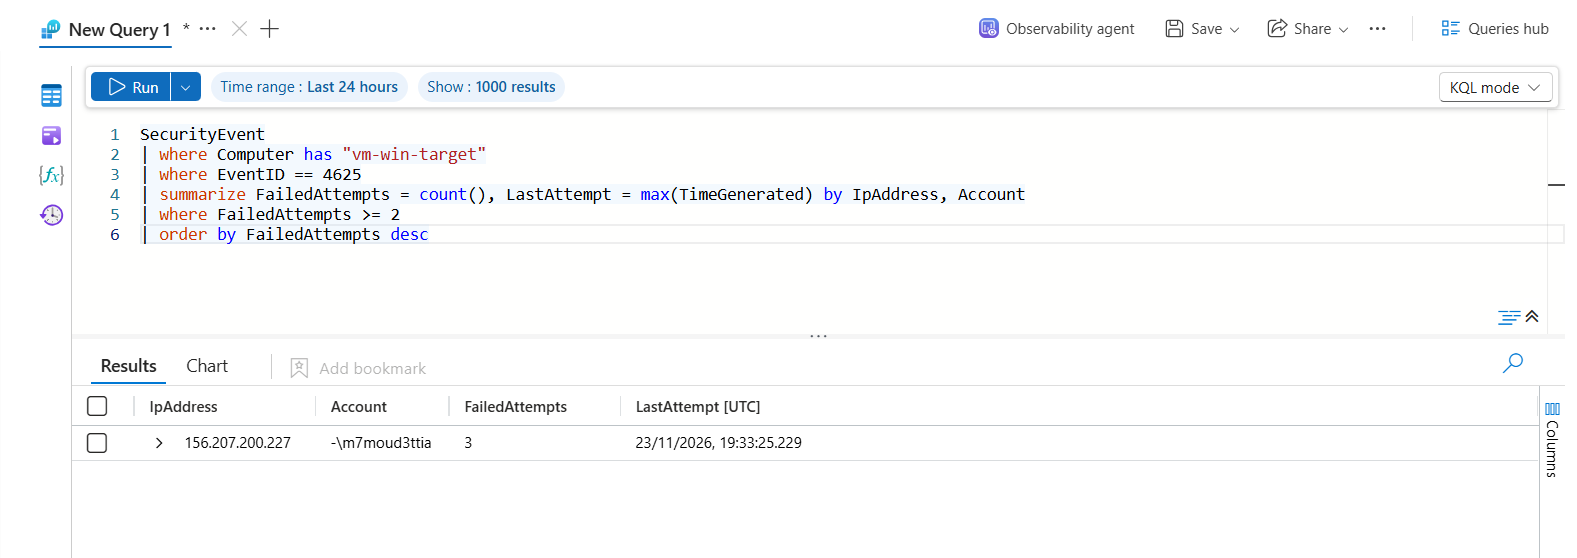 New Query 1 * ···
Observability agent Save Share ··· Queries hub
Run Time range : Last 24 hours Show : 1000 results KQL mode
1 SecurityEvent
2 | where Computer has "vm-win-target"
3 | where EventID == 4625
4 | summarize FailedAttempts = count(), LastAttempt = max(TimeGenerated) by IpAddress, Account
5 | where FailedAttempts >= 2
6 | order by FailedAttempts desc
{fx}
Results Chart Add bookmark
IpAddress Account FailedAttempts LastAttempt [UTC]
156.207.200.227 -\m7moud3ttia 3 23/11/2026, 19:33:25.229
Columns